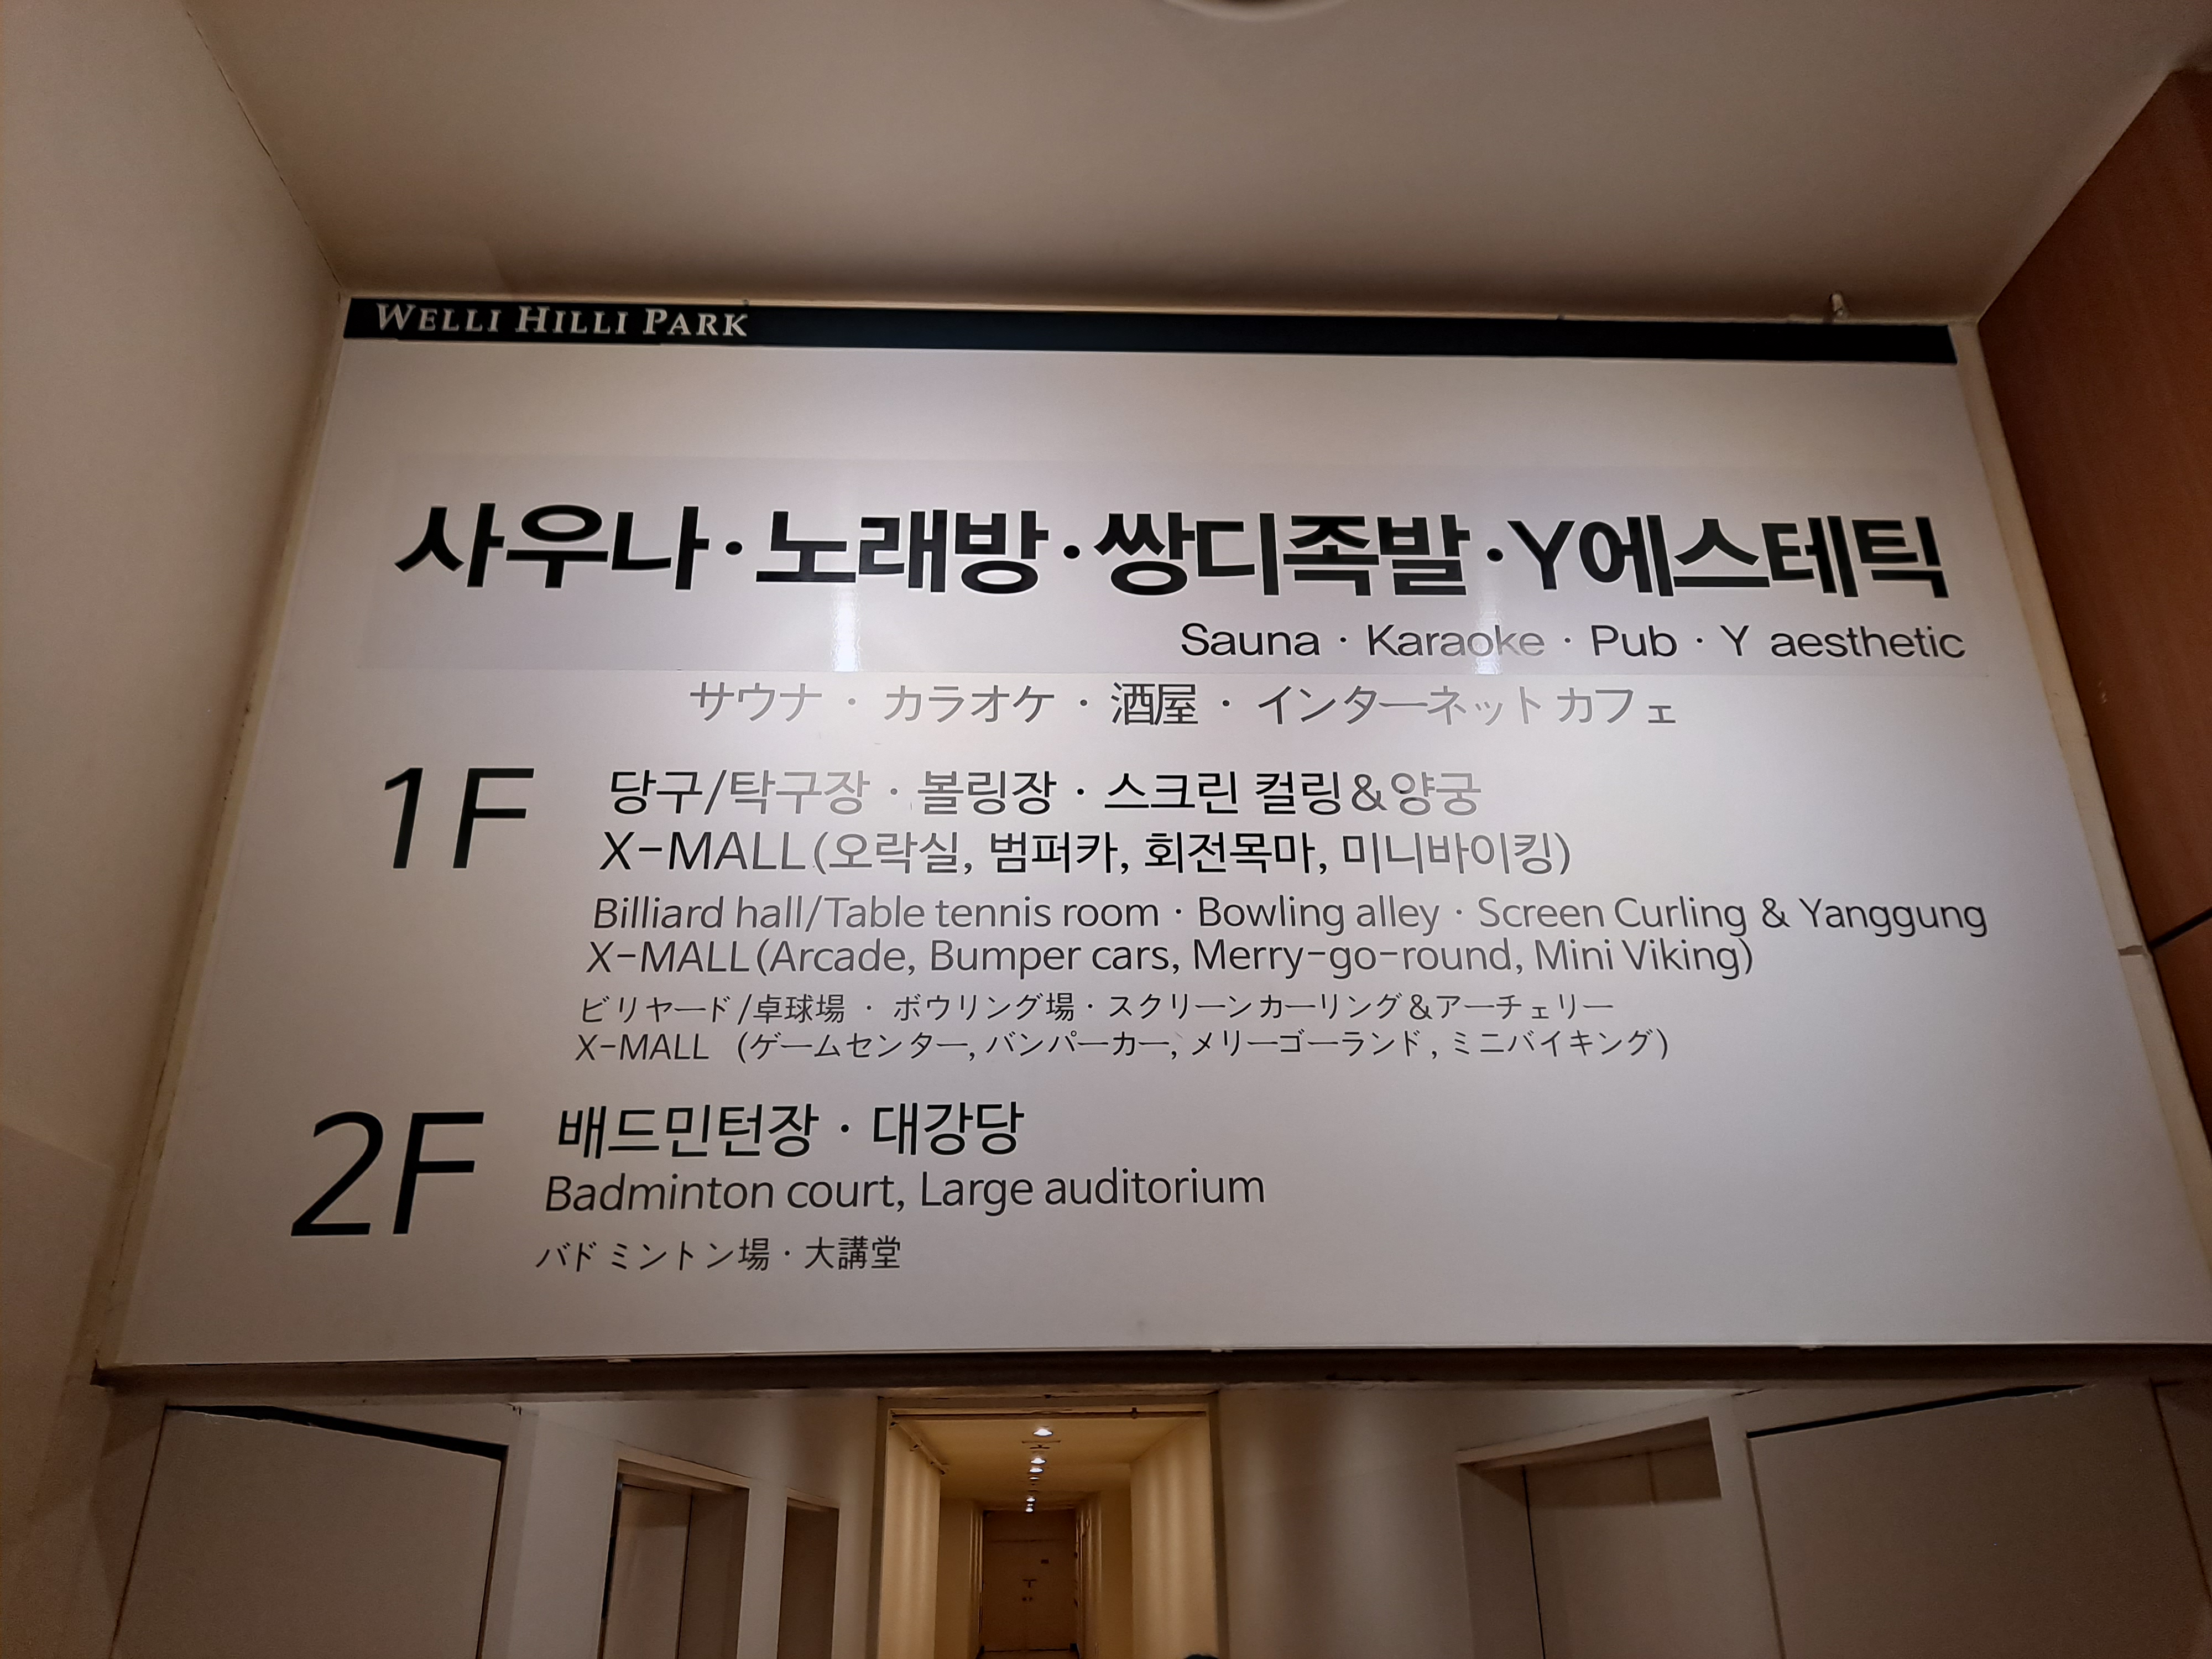 WELLI HILLI PARK
사우나·노래방·쌍디족발·Y에스테틱
Sauna · Karaoke · Pub · Y aesthetic
サウナ · カラオケ · 酒屋 · インターネットカフェ
1F
당구/탁구장 · 볼링장 · 스크린 컬링&양궁
X-MALL(오락실, 범퍼카, 회전목마, 미니바이킹)
Billiard hall/Table tennis room · Bowling alley · Screen Curling & Yanggung
X-MALL(Arcade, Bumper cars, Merry-go-round, Mini Viking)
ビリヤード/卓球場 · ボウリング場 · スクリーンカーリング&アーチェリー
X-MALL (ゲームセンター, バンパーカー, メリーゴーランド, ミニバイキング)
2F
배드민턴장 · 대강당
Badminton court, Large auditorium
バドミントン場 · 大講堂